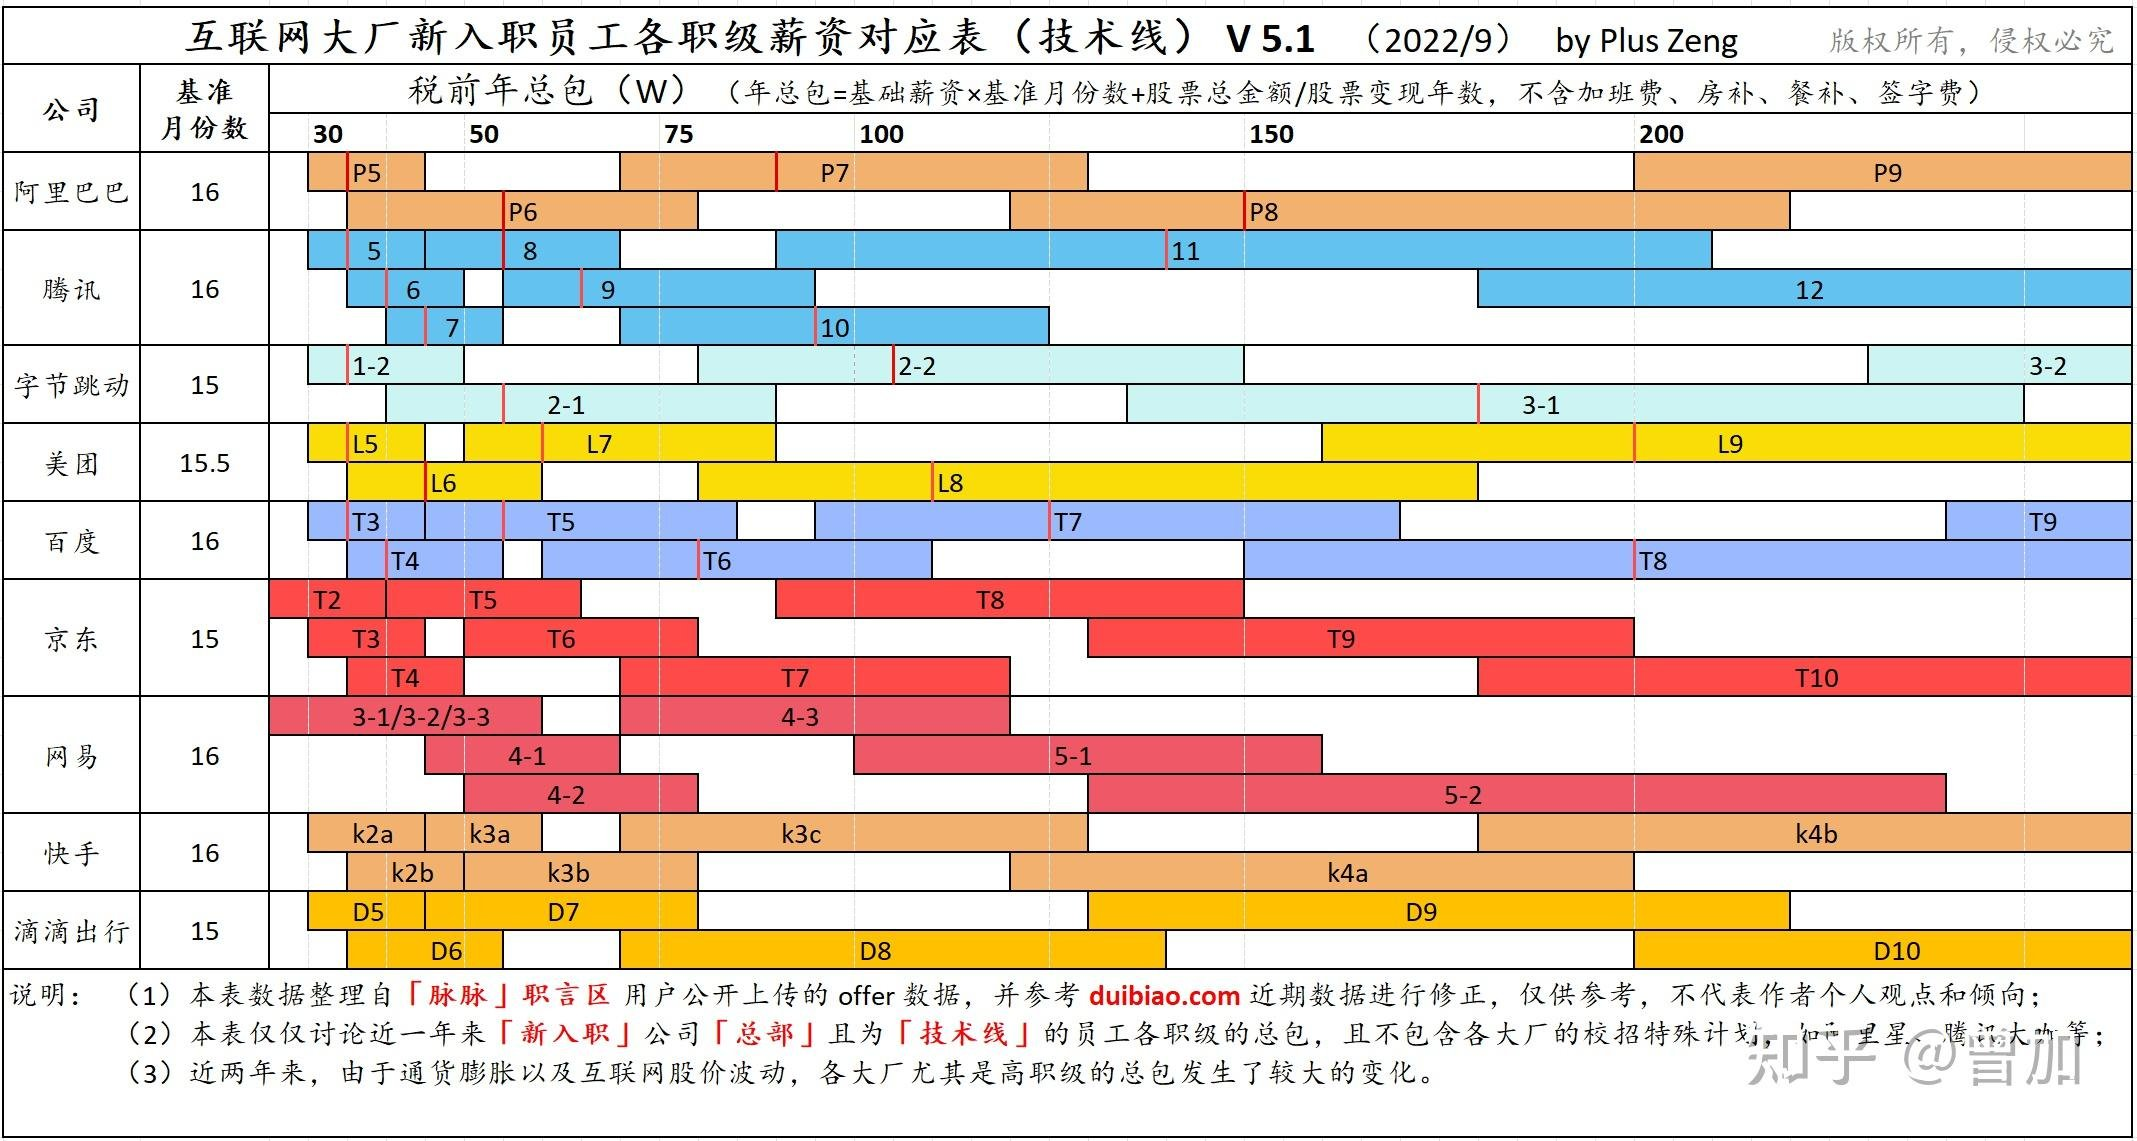 互联网大厂新入职员工各职级薪资对应表（技术线） V 5.1 （2022/9） by Plus Zeng 版权所有，侵权必究
公司 基准月份数 税前年总包（W）（年总包=基础薪资×基准月份数+股票总金额/股票变现年数，不含加班费、房补、餐补、签字费）
30 50 75 100 150 200
阿里巴巴 16
P5 P7 P9
P6 P8
腾讯 16
5 8 11
6 9 12
7 10
字节跳动 15
1-2 2-2 3-2
2-1 3-1
美团 15.5
L5 L7 L9
L6 L8
百度 16
T3 T5 T7 T9
T4 T6 T8
京东 15
T2 T5 T8
T3 T6 T9
T4 T7 T10
网易 16
3-1/3-2/3-3 4-3
4-1 5-1
4-2 5-2
快手 16
k2a k3a k3c k4b
k2b k3b k4a
滴滴出行 15
D5 D7 D9
D6 D8 D10
说明：（1）本表数据整理自「脉脉」职言区 用户公开上传的 offer 数据，并参考 duibiao.com 近期数据进行修正，仅供参考，不代表作者个人观点和倾向；
（2）本表仅仅讨论近一年来「新入职」公司「总部」且为「技术线」的员工各职级的总包，且不包含各大厂的校招特殊计划，如阿里星、腾讯大咖等；
（3）近两年来，由于通货膨胀以及互联网股价波动，各大厂尤其是高职级的总包发生了较大的变化。
知乎 @曾加